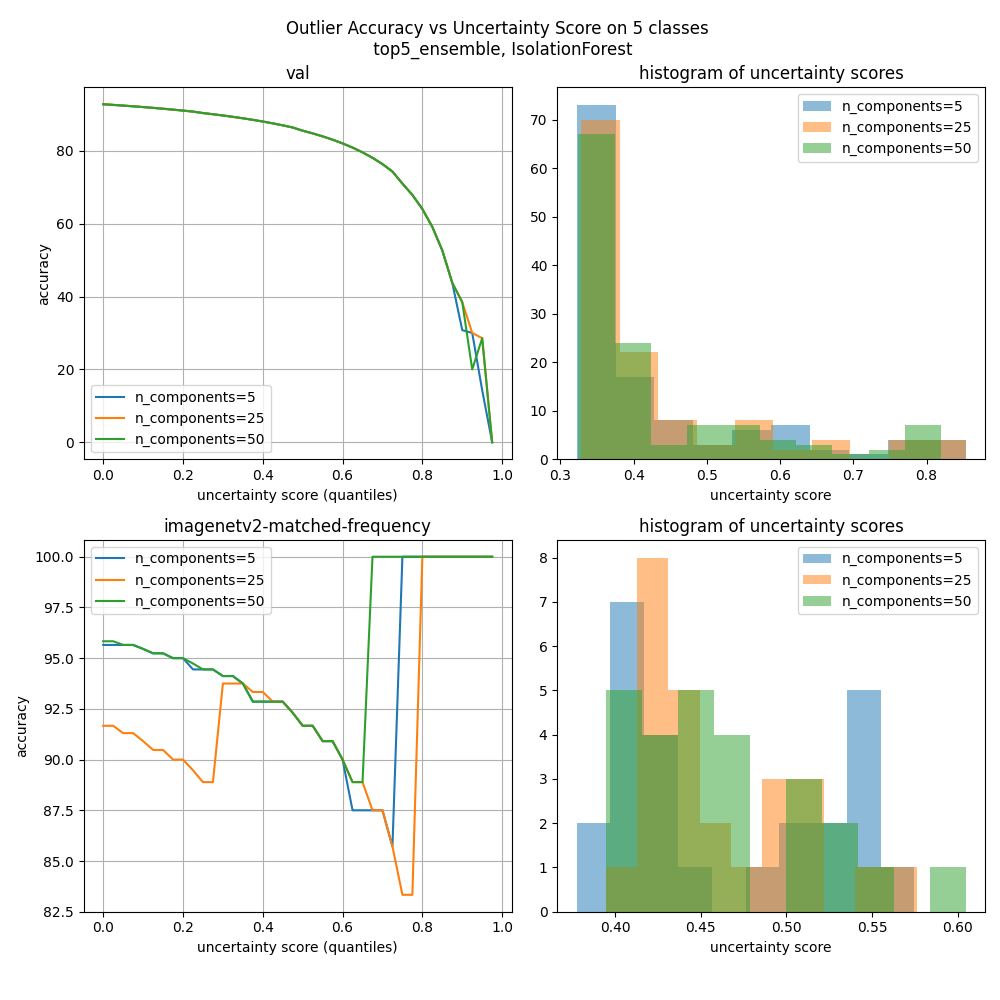 Outlier Accuracy vs Uncertainty Score on 5 classes
top5_ensemble, IsolationForest
val
80
60
40
20
0
accuracy
n_components=5
n_components=25
n_components=50
0.0 0.2 0.4 0.6 0.8 1.0
uncertainty score (quantiles)
histogram of uncertainty scores
70
60
50
40
30
20
10
0
n_components=5
n_components=25
n_components=50
0.3 0.4 0.5 0.6 0.7 0.8
uncertainty score
imagenetv2-matched-frequency
100.0
97.5
95.0
92.5
90.0
87.5
85.0
82.5
accuracy
n_components=5
n_components=25
n_components=50
0.0 0.2 0.4 0.6 0.8 1.0
uncertainty score (quantiles)
histogram of uncertainty scores
8
7
6
5
4
3
2
1
0
n_components=5
n_components=25
n_components=50
0.40 0.45 0.50 0.55 0.60
uncertainty score